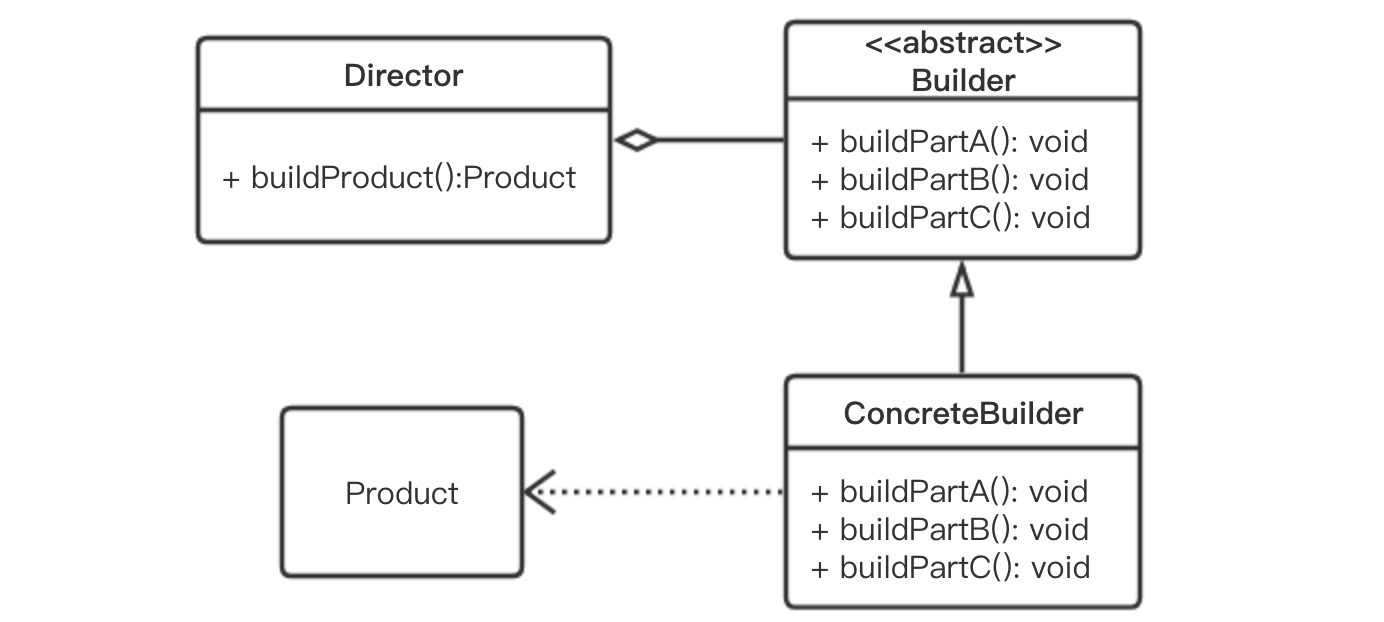 Director
+ buildProduct():Product
<<abstract>>
Builder
+ buildPartA(): void
+ buildPartB(): void
+ buildPartC(): void
Product
ConcreteBuilder
+ buildPartA(): void
+ buildPartB(): void
+ buildPartC(): void